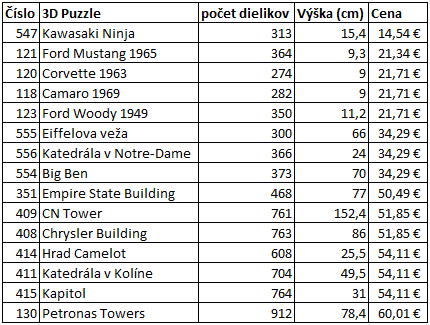 Číslo 3D Puzzle počet dielikov Výška (cm) Cena
547 Kawasaki Ninja 313 15,4 14,54 €
121 Ford Mustang 1965 364 9,3 21,34 €
120 Corvette 1963 274 9 21,71 €
118 Camaro 1969 282 9 21,71 €
123 Ford Woody 1949 350 11,2 21,71 €
555 Eiffelova veža 300 66 34,29 €
556 Katedrála v Notre-Dame 366 24 34,29 €
554 Big Ben 373 70 34,29 €
351 Empire State Building 468 77 50,49 €
409 CN Tower 761 152,4 51,85 €
408 Chrysler Building 763 86 51,85 €
414 Hrad Camelot 608 25,5 54,11 €
411 Katedrála v Kolíne 704 49,5 54,11 €
415 Kapitol 764 31 54,11 €
130 Petronas Towers 912 78,4 60,01 €